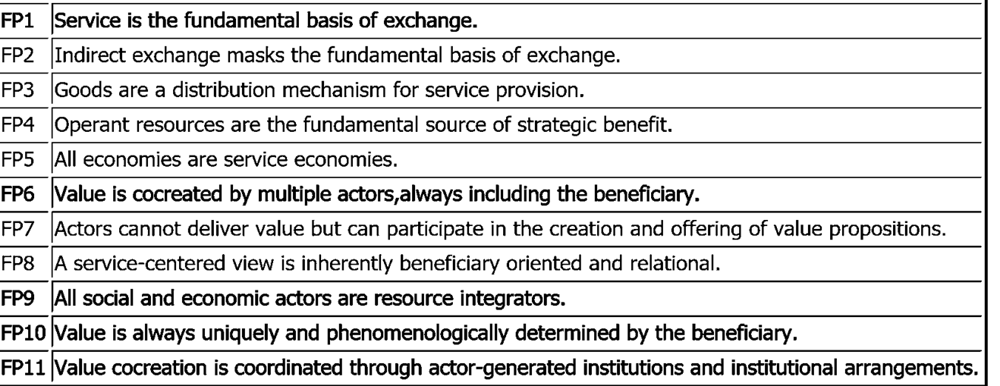 FP1 Service is the fundamental basis of exchange.
FP2 Indirect exchange masks the fundamental basis of exchange.
FP3 Goods are a distribution mechanism for service provision.
FP4 Operant resources are the fundamental source of strategic benefit.
FP5 All economies are service economies.
FP6 Value is cocreated by multiple actors,always including the beneficiary.
FP7 Actors cannot deliver value but can participate in the creation and offering of value propositions.
FP8 A service-centered view is inherently beneficiary oriented and relational.
FP9 All social and economic actors are resource integrators.
FP10 Value is always uniquely and phenomenologically determined by the beneficiary.
FP11 Value cocreation is coordinated through actor-generated institutions and institutional arrangements.